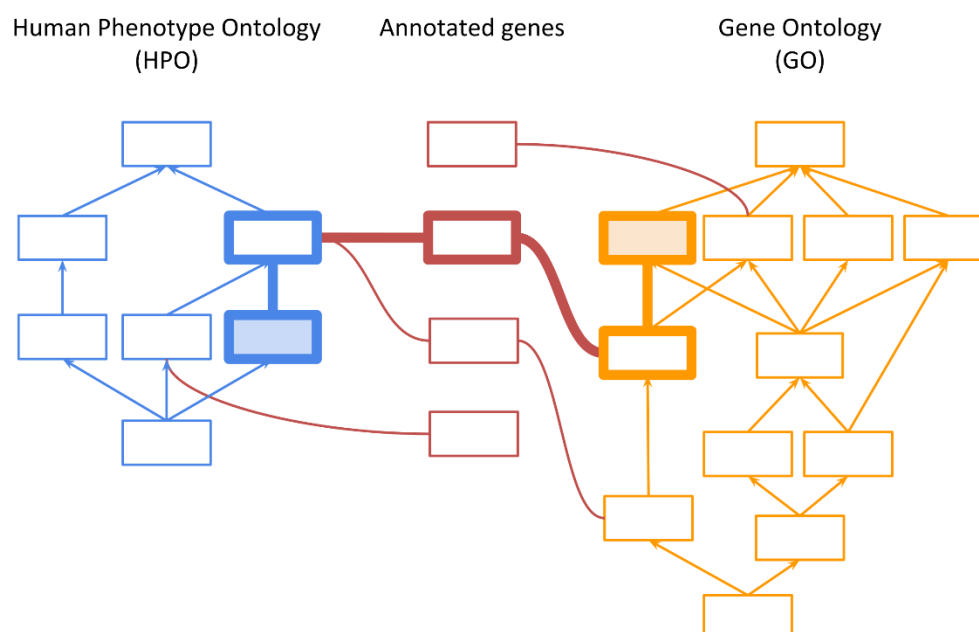 Human Phenotype Ontology
(HPO)
Annotated genes
Gene Ontology
(GO)